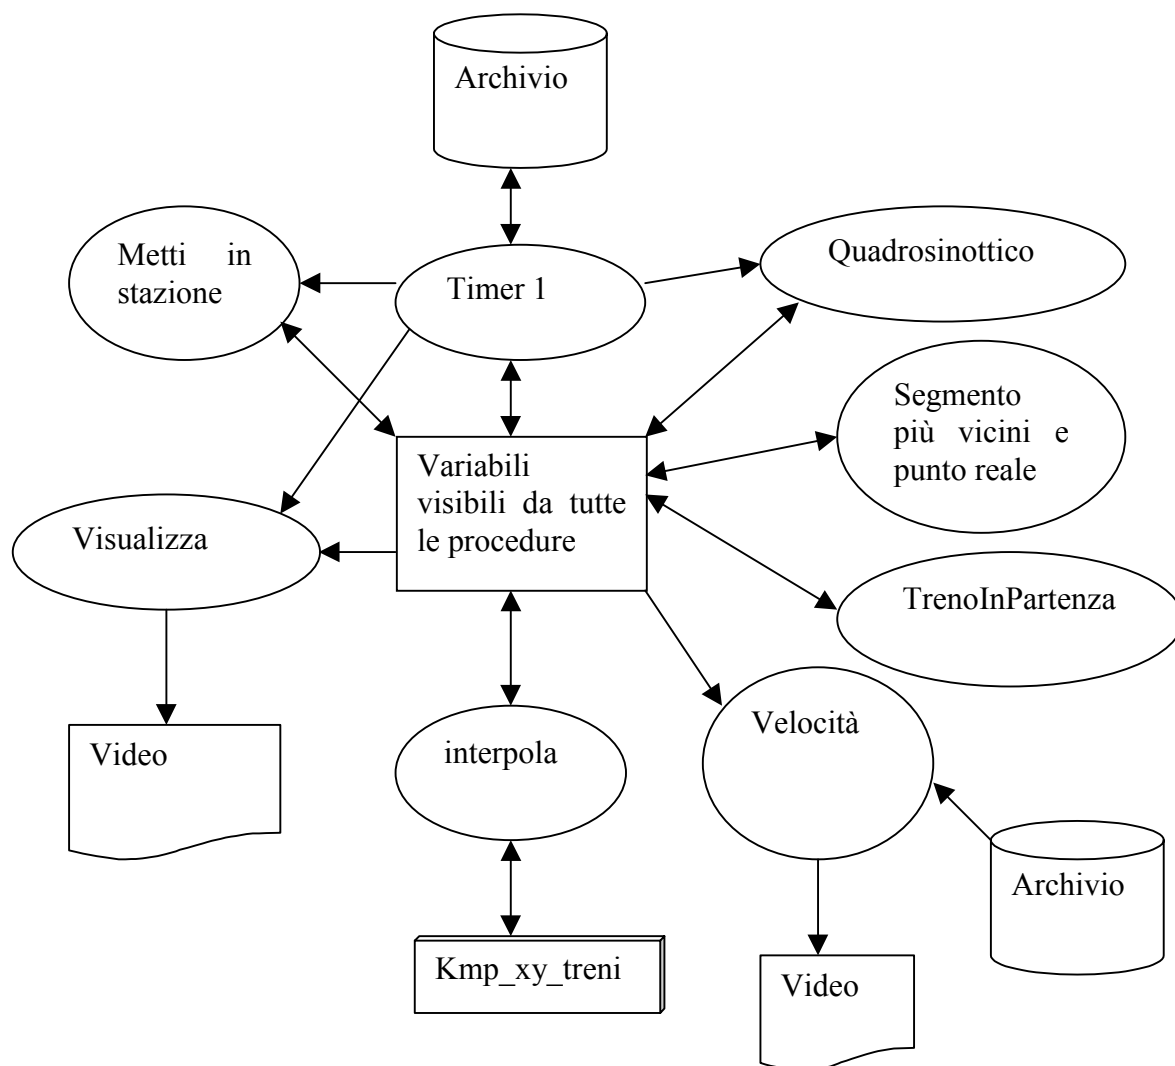 Archivio
Metti in
stazione
Timer 1
Quadrosinottico
Segmento
più vicini e
punto reale
Variabili
visibili da tutte
le procedure
Visualizza
TrenoInPartenza
Video
interpola
Velocità
Archivio
Kmp_xy_treni
Video